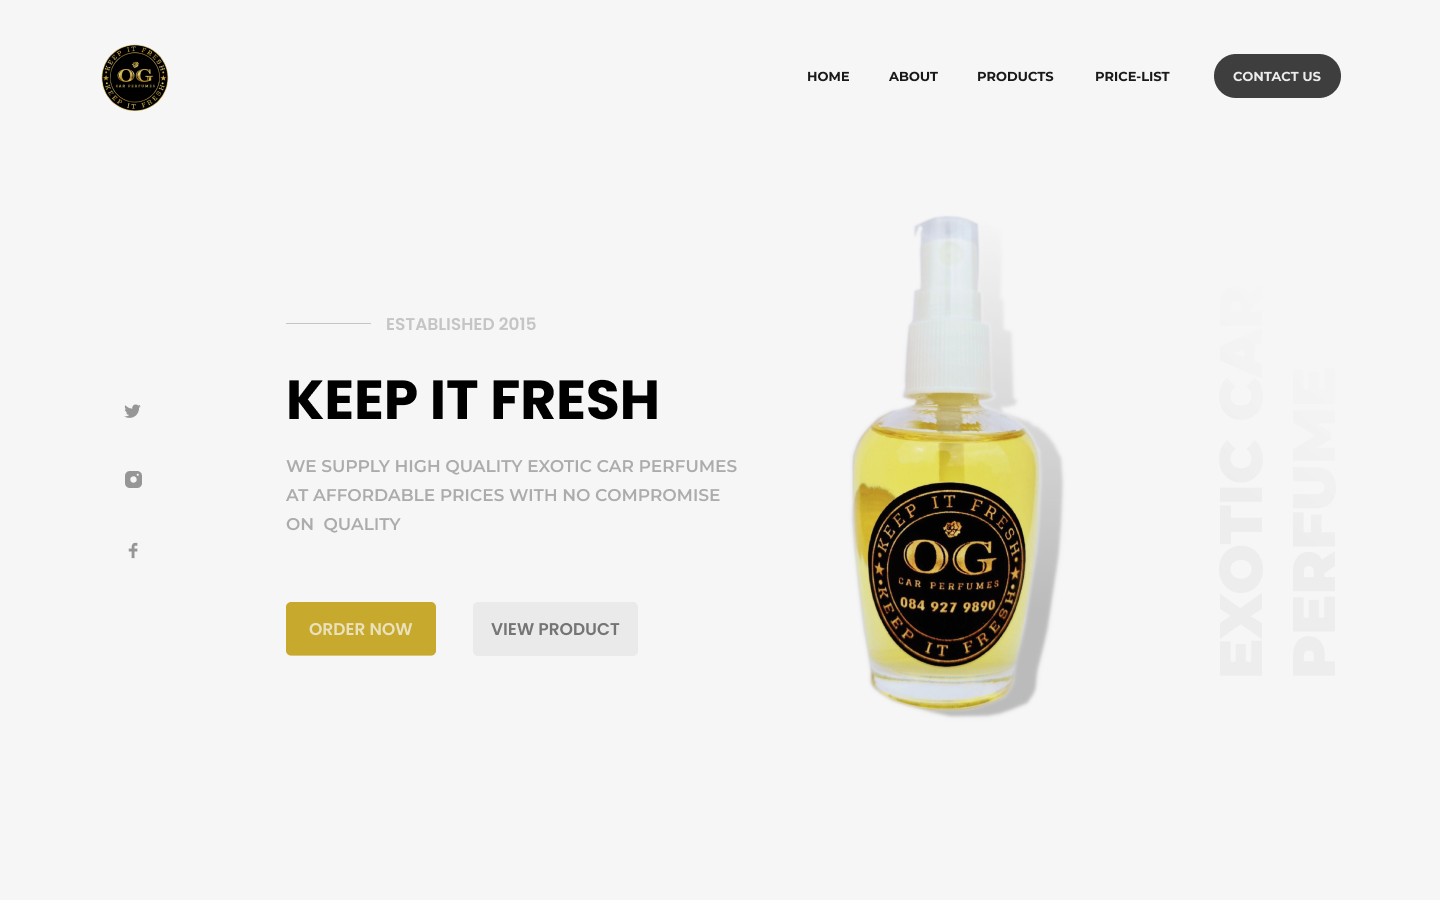 KEEP IT FRESH
OG
CAR PERFUMES
KEEP IT FRESH
HOME
ABOUT
PRODUCTS
PRICE-LIST
CONTACT US
ESTABLISHED 2015
KEEP IT FRESH
WE SUPPLY HIGH QUALITY EXOTIC CAR PERFUMES
AT AFFORDABLE PRICES WITH NO COMPROMISE
ON  QUALITY
ORDER NOW
VIEW PRODUCT
KEEP IT FRESH
OG
CAR PERFUMES
084 927 9890
KEEP IT FRESH
EXOTIC CAR
PERFUME